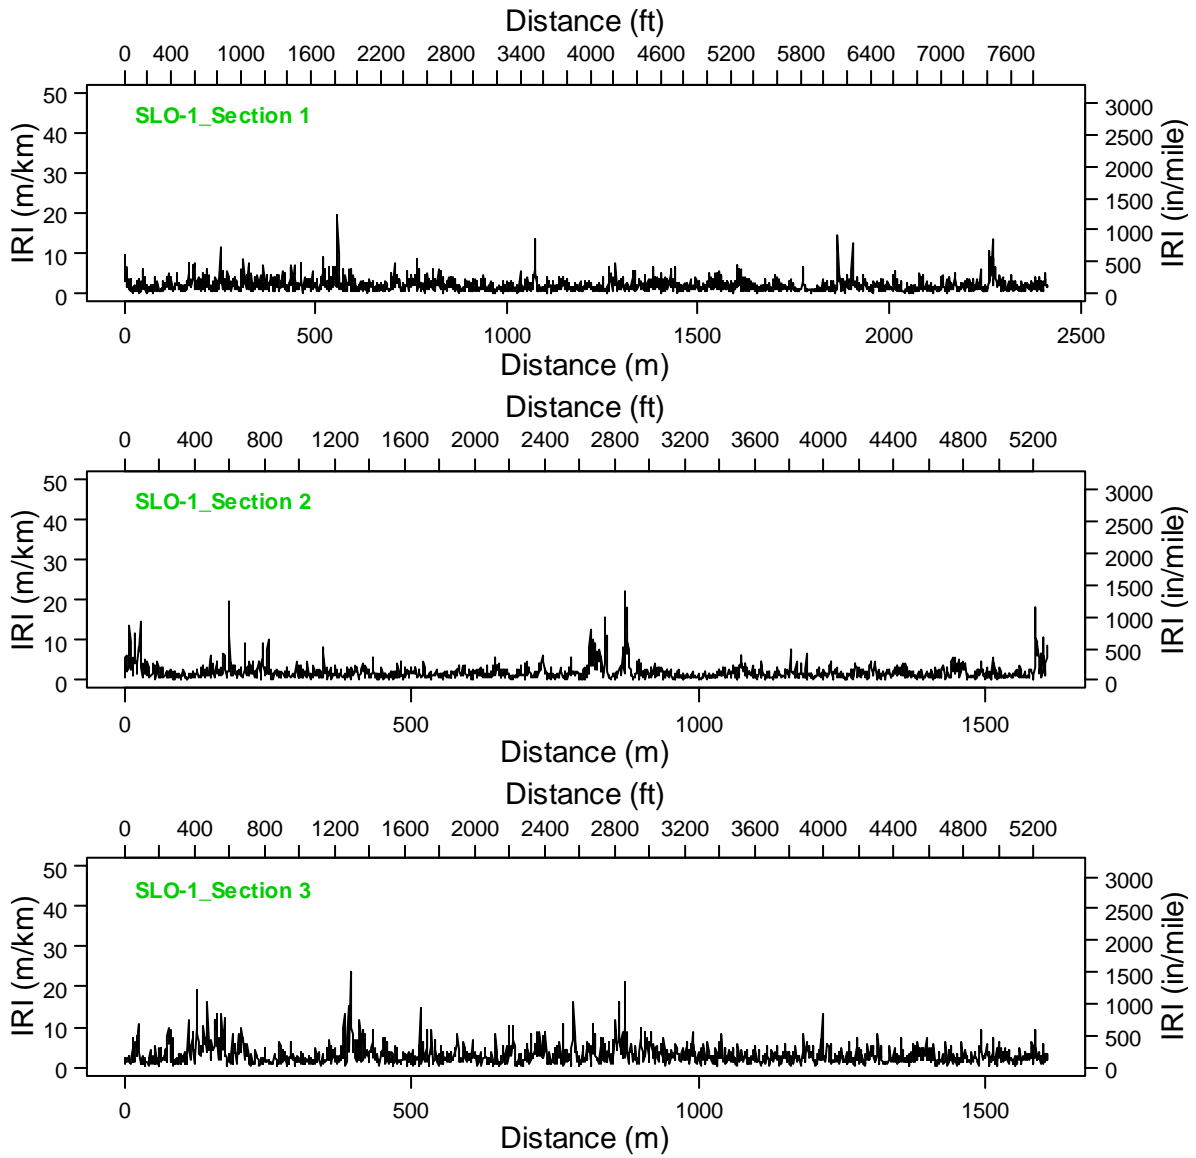 Distance (ft)
0 400 1000 1600 2200 2800 3400 4000 4600 5200 5800 6400 7000 7600
SLO-1_Section 1
IRI (m/km)
50
40
30
20
10
0
3000
2500
2000
1500
1000
500
0
IRI (in/mile)
0 500 1000 1500 2000 2500
Distance (m)
Distance (ft)
0 400 800 1200 1600 2000 2400 2800 3200 3600 4000 4400 4800 5200
SLO-1_Section 2
IRI (m/km)
50
40
30
20
10
0
3000
2500
2000
1500
1000
500
0
IRI (in/mile)
0 500 1000 1500
Distance (m)
Distance (ft)
0 400 800 1200 1600 2000 2400 2800 3200 3600 4000 4400 4800 5200
SLO-1_Section 3
IRI (m/km)
50
40
30
20
10
0
3000
2500
2000
1500
1000
500
0
IRI (in/mile)
0 500 1000 1500
Distance (m)